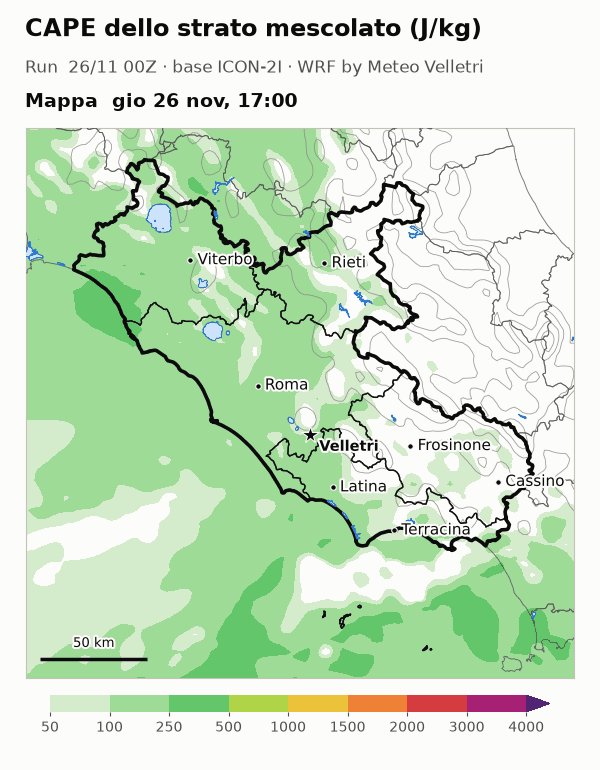 CAPE dello strato mescolato (J/kg)
Run 26/11 00Z · base ICON-2I · WRF by Meteo Velletri
Mappa gio 26 nov, 17:00
Viterbo
Rieti
Roma
Velletri
Frosinone
Latina
Cassino
Terracina
50 km
50 100 250 500 1000 1500 2000 3000 4000